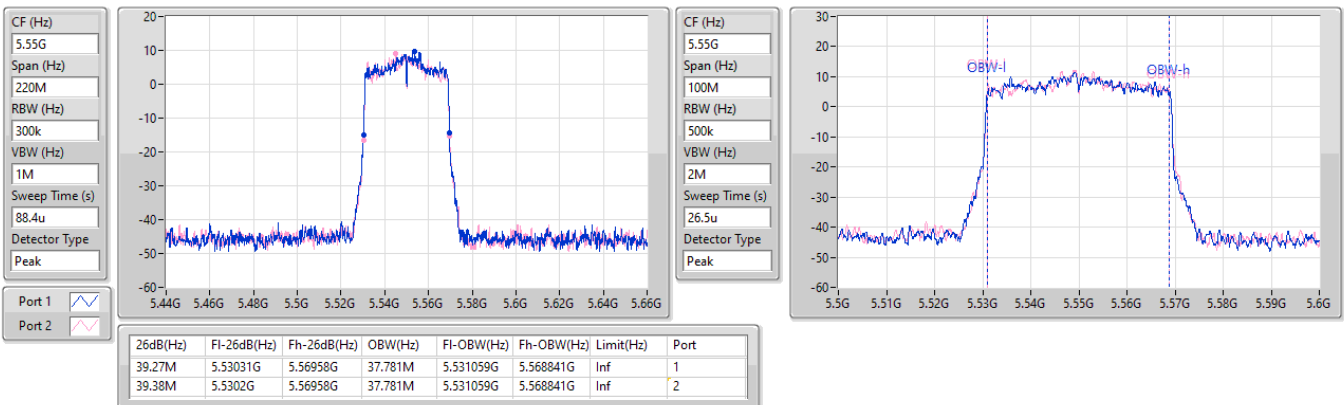 CF (Hz)
5.55G
Span (Hz)
220M
RBW (Hz)
300k
VBW (Hz)
1M
Sweep Time (s)
88.4u
Detector Type
Peak
20
10
0
-10
-20
-30
-40
-50
-60
5.44G 5.46G 5.48G 5.5G 5.52G 5.54G 5.56G 5.58G 5.6G 5.62G 5.64G 5.66G
CF (Hz)
5.55G
Span (Hz)
100M
RBW (Hz)
500k
VBW (Hz)
2M
Sweep Time (s)
26.5u
Detector Type
Peak
30
20
10
0
-10
-20
-30
-40
-50
-60
OBW-l OBW-h
5.5G 5.51G 5.52G 5.53G 5.54G 5.55G 5.56G 5.57G 5.58G 5.59G 5.6G
Port 1
Port 2
26dB(Hz) Fl-26dB(Hz) Fh-26dB(Hz) OBW(Hz) Fl-OBW(Hz) Fh-OBW(Hz) Limit(Hz) Port
39.27M 5.53031G 5.56958G 37.781M 5.531059G 5.568841G Inf 1
39.38M 5.5302G 5.56958G 37.781M 5.531059G 5.568841G Inf 2